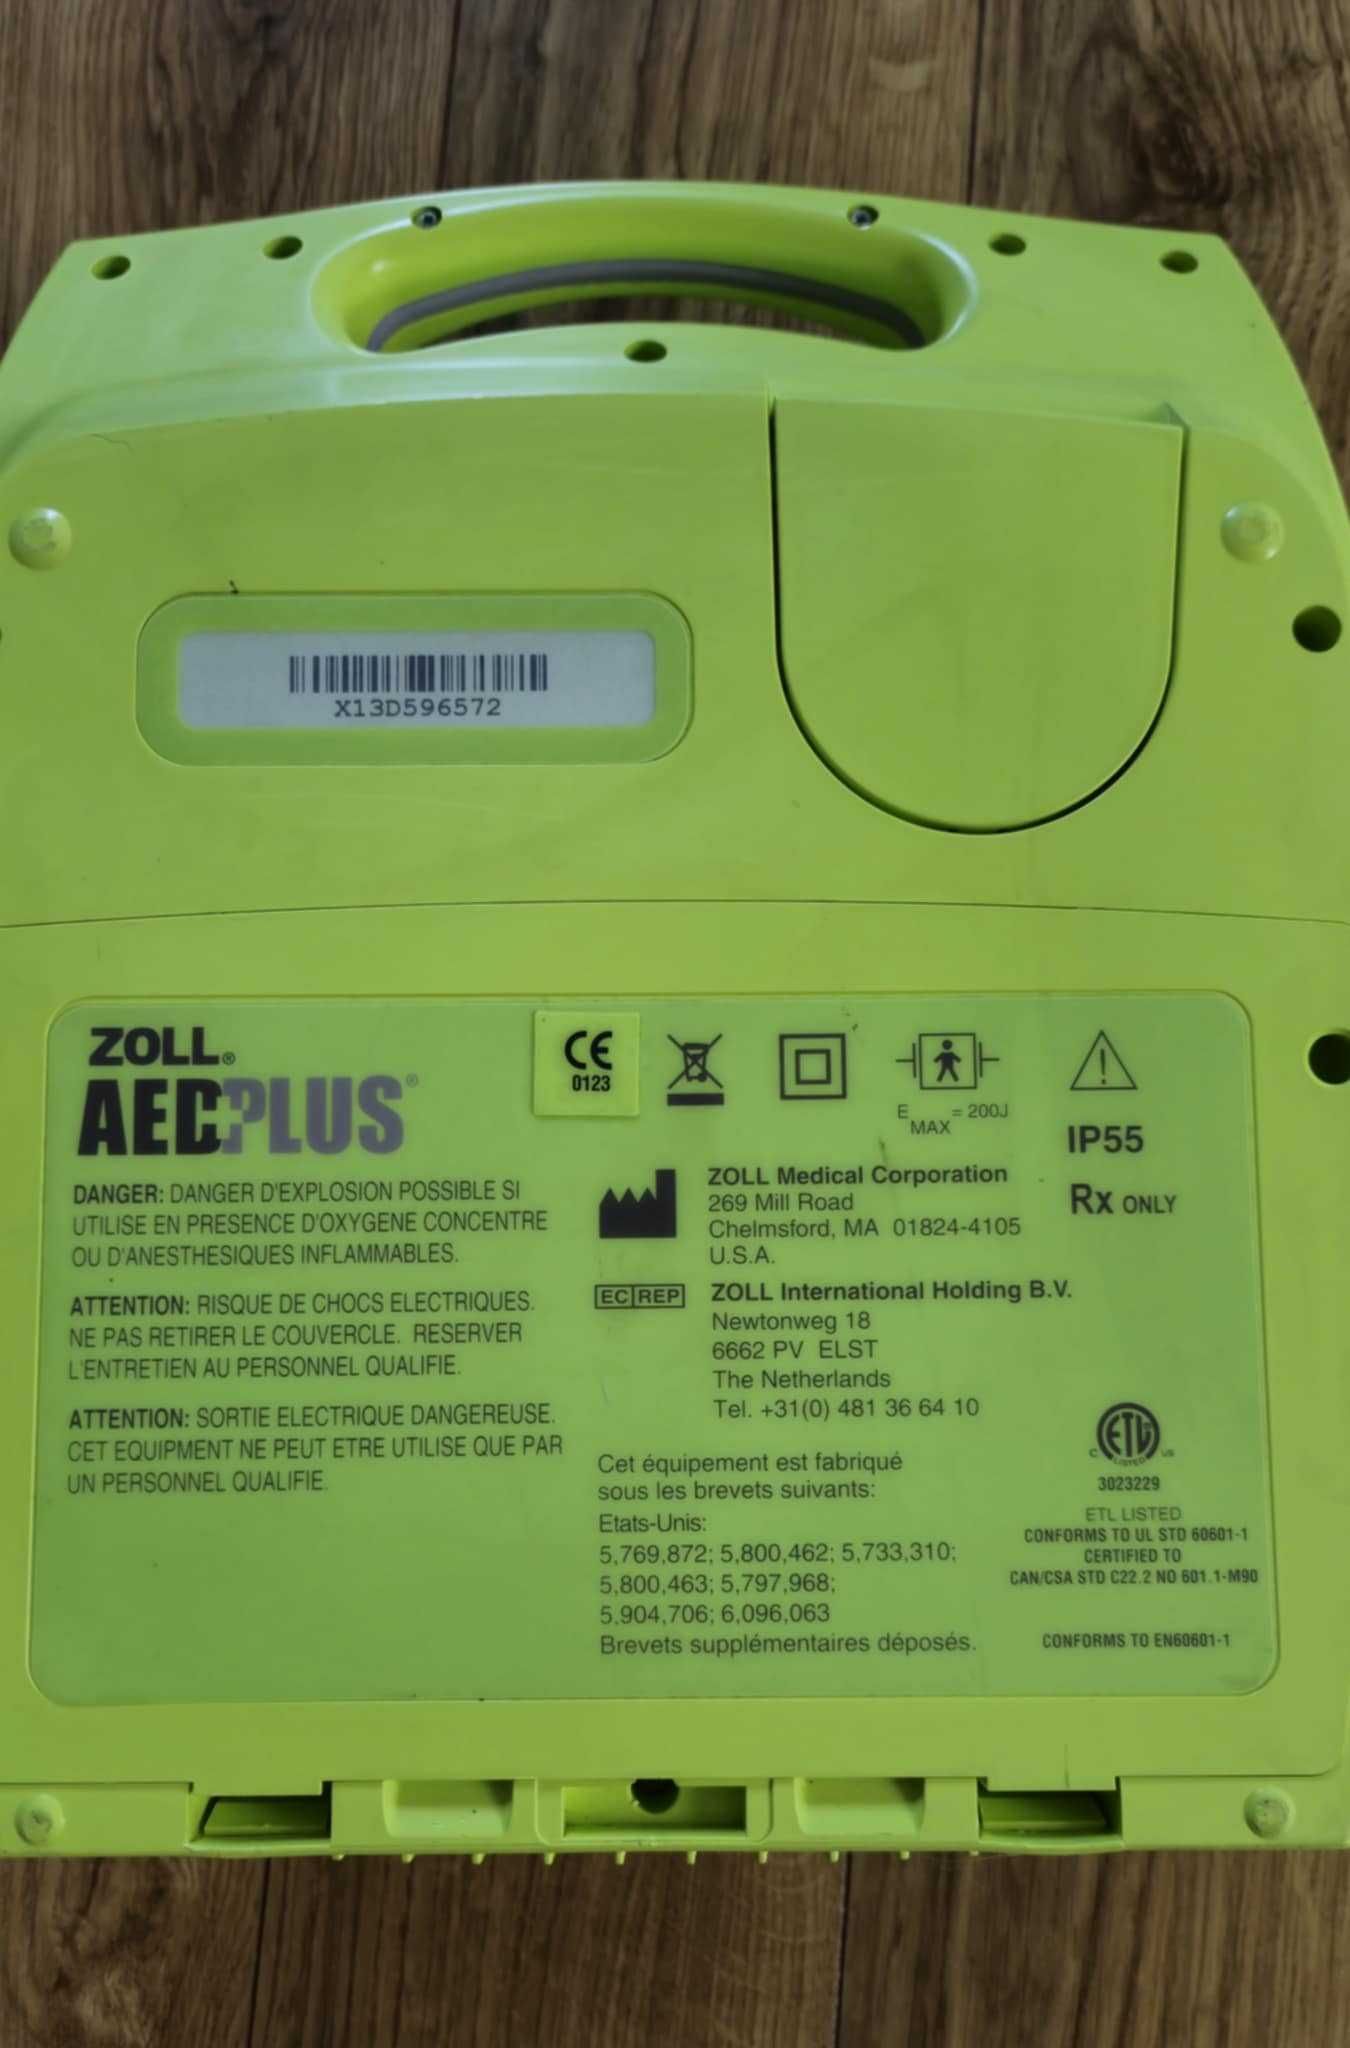 X13D596572
ZOLL®
AEDPLUS®
DANGER: DANGER D'EXPLOSION POSSIBLE SI
UTILISE EN PRESENCE D'OXYGENE CONCENTRE
OU D'ANESTHESIQUES INFLAMMABLES.
ATTENTION: RISQUE DE CHOCS ELECTRIQUES.
NE PAS RETIRER LE COUVERCLE. RESERVER
L'ENTRETIEN AU PERSONNEL QUALIFIE.
ATTENTION: SORTIE ELECTRIQUE DANGEREUSE.
CET EQUIPMENT NE PEUT ETRE UTILISE QUE PAR
UN PERSONNEL QUALIFIE.
CE
0123
E MAX = 200J
IP55
Rx ONLY
ZOLL Medical Corporation
269 Mill Road
Chelmsford, MA 01824-4105
U.S.A.
EC REP
ZOLL International Holding B.V.
Newtonweg 18
6662 PV ELST
The Netherlands
Tel. +31(0) 481 36 64 10
Cet équipement est fabriqué
sous les brevets suivants:
Etats-Unis:
5,769,872; 5,800,462; 5,733,310;
5,800,463; 5,797,968;
5,904,706; 6,096,063
Brevets supplémentaires déposés.
ETL
C LISTED US
3023229
ETL LISTED
CONFORMS TO UL STD 60601-1
CERTIFIED TO
CAN/CSA STD C22.2 NO 601.1-M90
CONFORMS TO EN60601-1